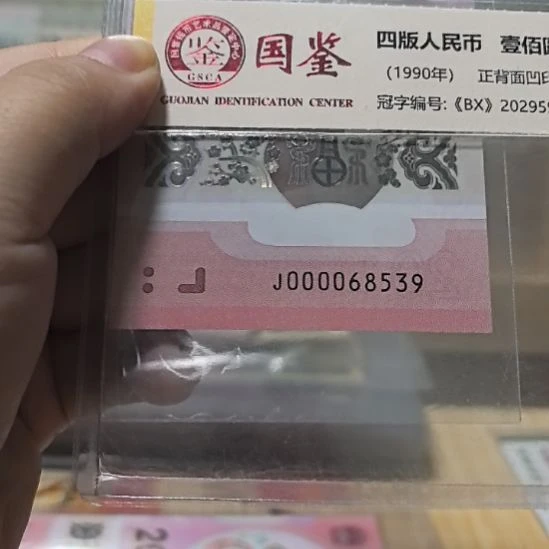 国鉴
GSCA
GUOJIAN IDENTIFICATION CENTER
四版人民币 壹佰
(1990年) 正背面凹印
冠字编号:《BX》20295
J000068539